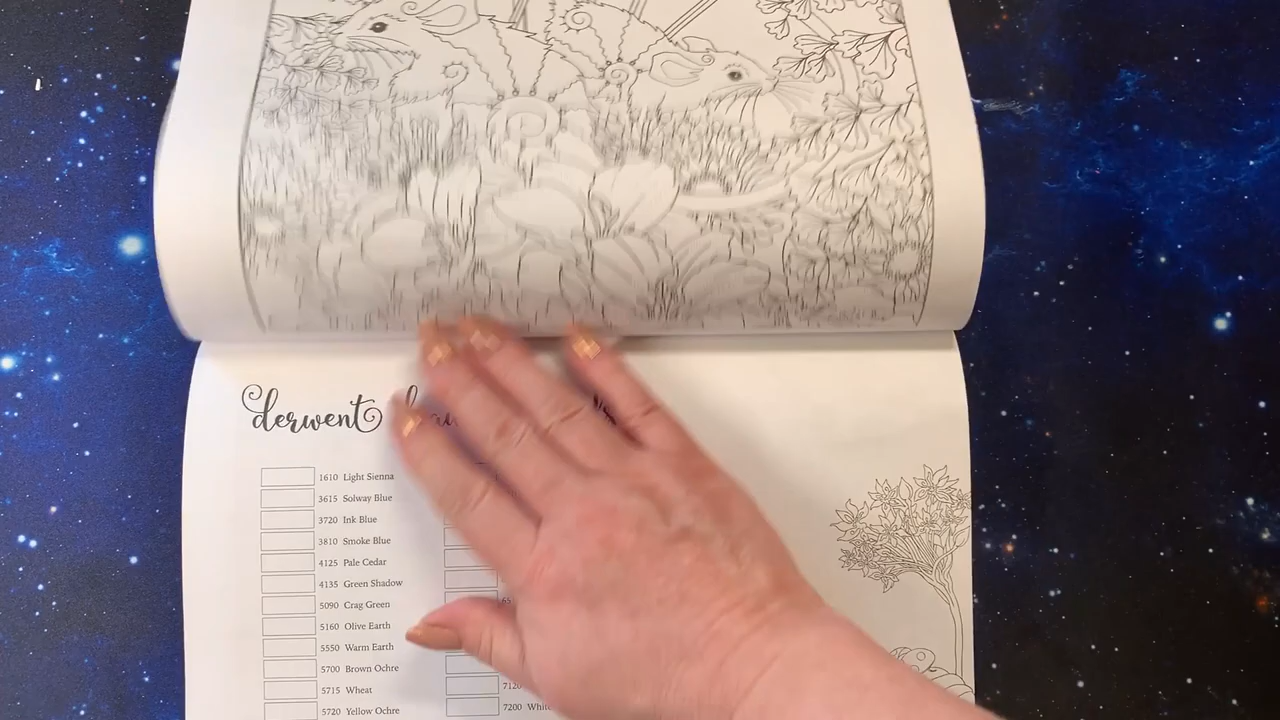 derwent
1610 Light Sienna
3615 Solway Blue
3720 Ink Blue
3810 Smoke Blue
4125 Pale Cedar
4135 Green Shadow
5090 Crag Green
5160 Olive Earth
5550 Warm Earth
5700 Brown Ochre
5715 Wheat
5720 Yellow Ochre
65
7120
7200 White